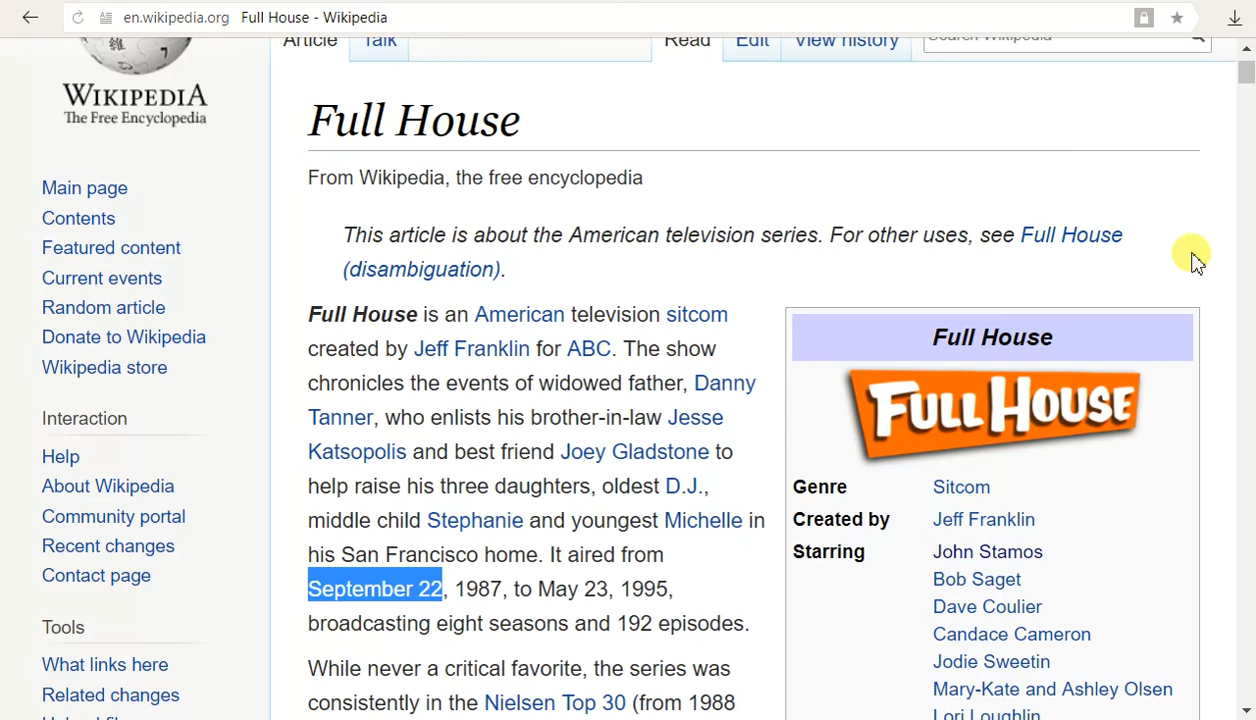 en.wikipedia.org Full House - Wikipedia
Article Talk Read Edit View history Search Wikipedia
WIKIPEDIA
The Free Encyclopedia
Main page
Contents
Featured content
Current events
Random article
Donate to Wikipedia
Wikipedia store
Interaction
Help
About Wikipedia
Community portal
Recent changes
Contact page
Tools
What links here
Related changes
Full House
From Wikipedia, the free encyclopedia
This article is about the American television series. For other uses, see Full House
(disambiguation).
Full House is an American television sitcom
created by Jeff Franklin for ABC. The show
chronicles the events of widowed father, Danny
Tanner, who enlists his brother-in-law Jesse
Katsopolis and best friend Joey Gladstone to
help raise his three daughters, oldest D.J.,
middle child Stephanie and youngest Michelle in
his San Francisco home. It aired from
September 22, 1987, to May 23, 1995,
broadcasting eight seasons and 192 episodes.
While never a critical favorite, the series was
consistently in the Nielsen Top 30 (from 1988
Full House
FULL HOUSE
Genre Sitcom
Created by Jeff Franklin
Starring John Stamos
Bob Saget
Dave Coulier
Candace Cameron
Jodie Sweetin
Mary-Kate and Ashley Olsen
Lori Loughlin